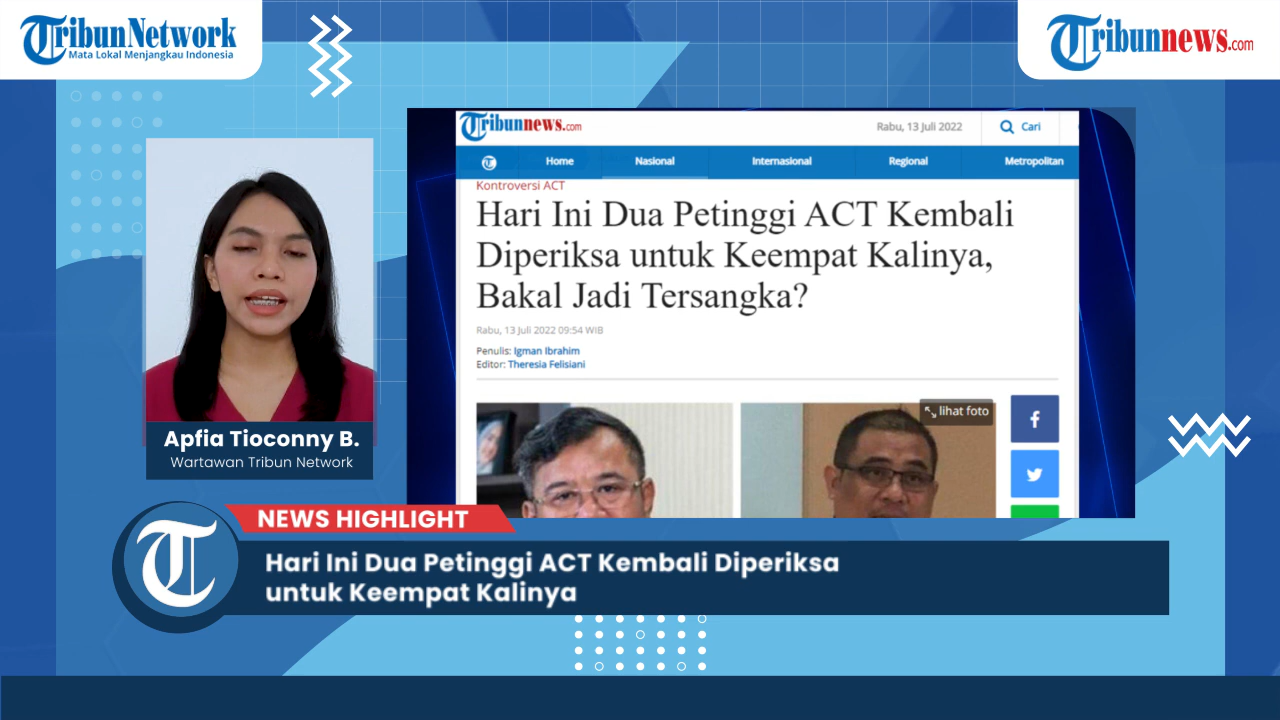 TribunNetwork
Mata Lokal Menjangkau Indonesia
Tribunnews.com
Tribunnews.com
Rabu, 13 Juli 2022
Cari
Home
Nasional
Internasional
Regional
Metropolitan
Kontroversi ACT
Hari Ini Dua Petinggi ACT Kembali
Diperiksa untuk Keempat Kalinya,
Bakal Jadi Tersangka?
Rabu, 13 Juli 2022 09:54 WIB
Penulis: Igman Ibrahim
Editor: Theresia Felisiani
lihat foto
Apfia Tioconny B.
Wartawan Tribun Network
NEWS HIGHLIGHT
Hari Ini Dua Petinggi ACT Kembali Diperiksa
untuk Keempat Kalinya